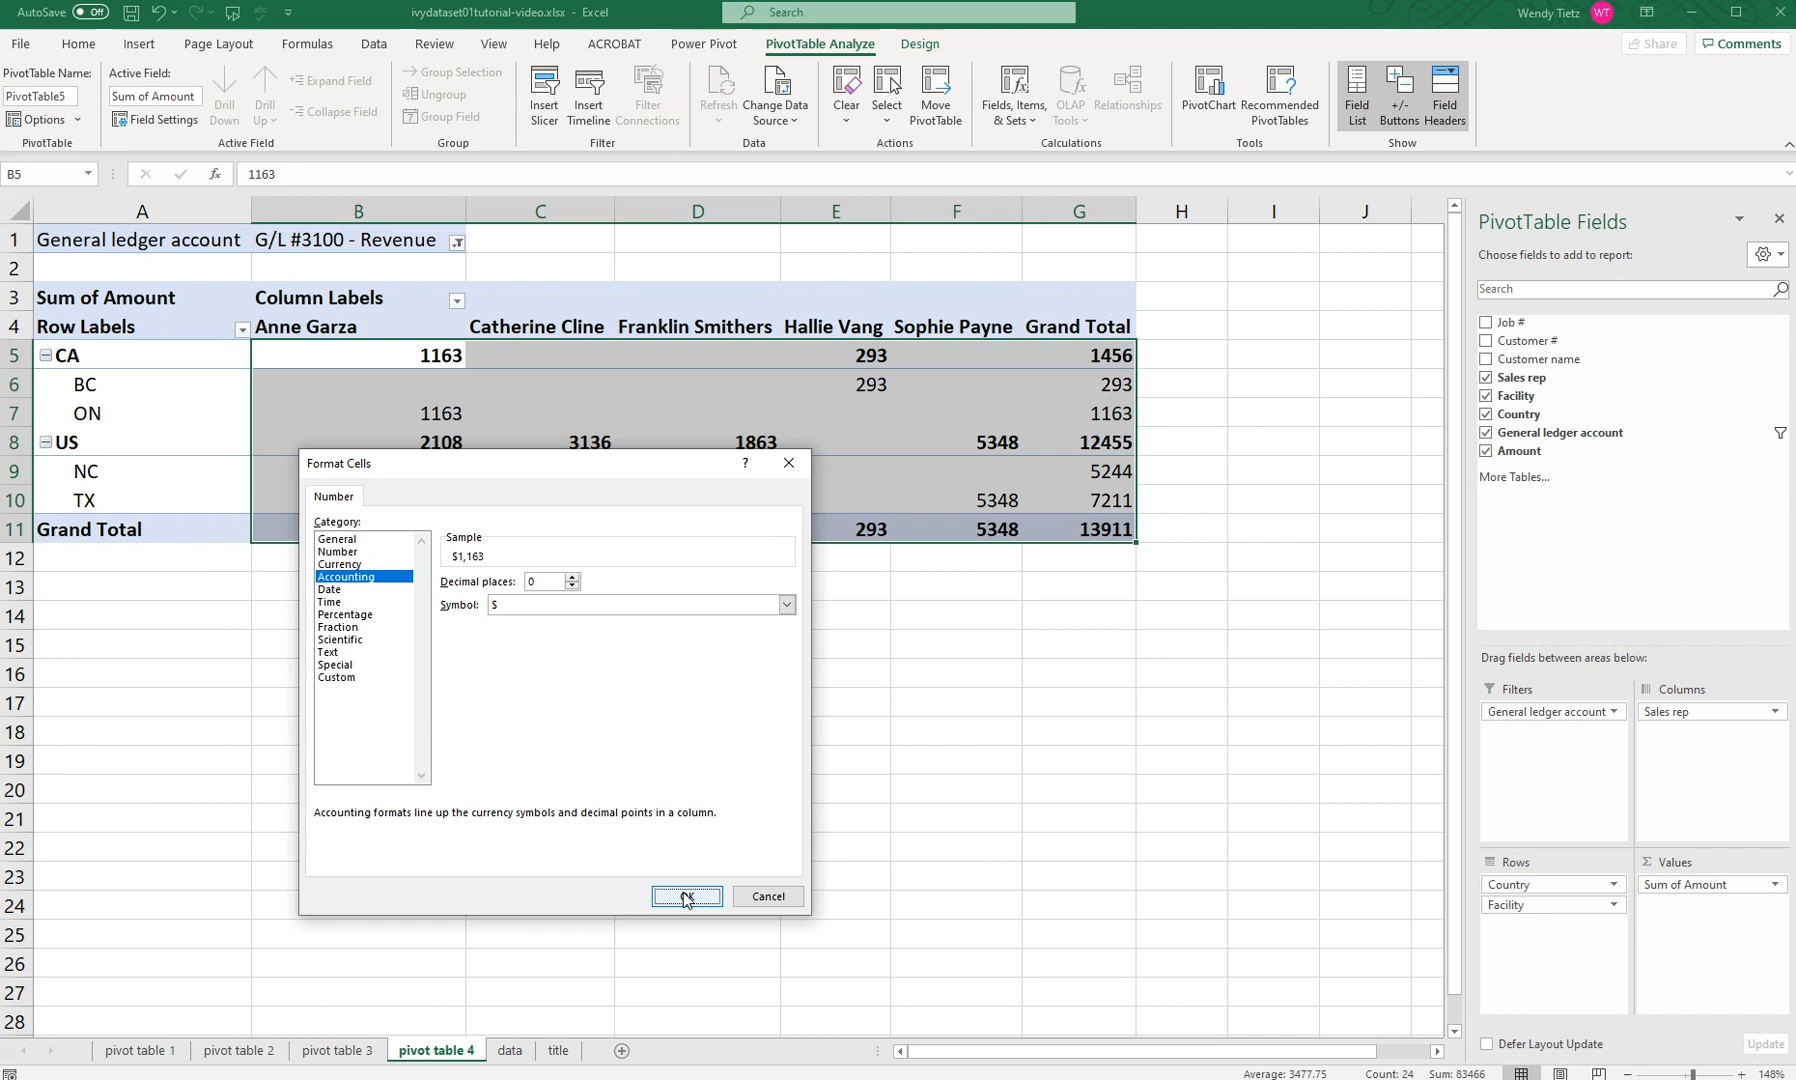 AutoSave Off
ivydataset01tutorial-video.xlsx - Excel
Search
Wendy Tietz WT
File Home Insert Page Layout Formulas Data Review View Help ACROBAT Power Pivot PivotTable Analyze Design
Share Comments
PivotTable Name:
PivotTable5
Options
PivotTable
Active Field:
Sum of Amount
Field Settings
Drill Down
Drill Up
Expand Field
Collapse Field
Active Field
Group Selection
Ungroup
Group Field
Group
Insert Slicer
Insert Timeline
Filter Connections
Filter
Refresh
Change Data Source
Data
Clear
Select
Move PivotTable
Actions
Fields, Items, & Sets
OLAP Tools
Relationships
Calculations
PivotChart
Recommended PivotTables
Tools
Field List
+/- Buttons
Field Headers
Show
B5
fx
1163
A B C D E F G H I J
1 General ledger account G/L #3100 - Revenue
2
3 Sum of Amount Column Labels
4 Row Labels Anne Garza Catherine Cline Franklin Smithers Hallie Vang Sophie Payne Grand Total
5 CA 1163 293 1456
6 BC 293 293
7 ON 1163 1163
8 US 2108 3136 1863 5348 12455
9 NC 5244
10 TX 5348 7211
11 Grand Total 293 5348 13911
12
13
14
15
16
17
18
19
20
21
22
23
24
25
26
27
28
Format Cells
?
Number
Category:
General
Number
Currency
Accounting
Date
Time
Percentage
Fraction
Scientific
Text
Special
Custom
Sample
$1,163
Decimal places: 0
Symbol: $
Accounting formats line up the currency symbols and decimal points in a column.
Cancel
PivotTable Fields
Choose fields to add to report:
Search
Job #
Customer #
Customer name
Sales rep
Facility
Country
General ledger account
Amount
More Tables...
Drag fields between areas below:
Filters
General ledger account
Columns
Sales rep
Rows
Country
Facility
Σ Values
Sum of Amount
Defer Layout Update
Update
pivot table 1 pivot table 2 pivot table 3 pivot table 4 data title
Average: 3477.75 Count: 24 Sum: 83466
148%